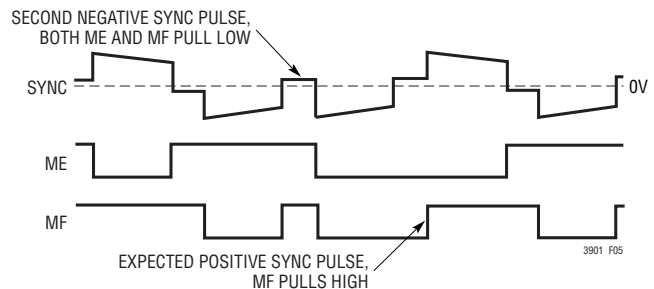 SECOND NEGATIVE SYNC PULSE,
BOTH ME AND MF PULL LOW
SYNC
0V
ME
MF
3901 F05
EXPECTED POSITIVE SYNC PULSE,
MF PULLS HIGH